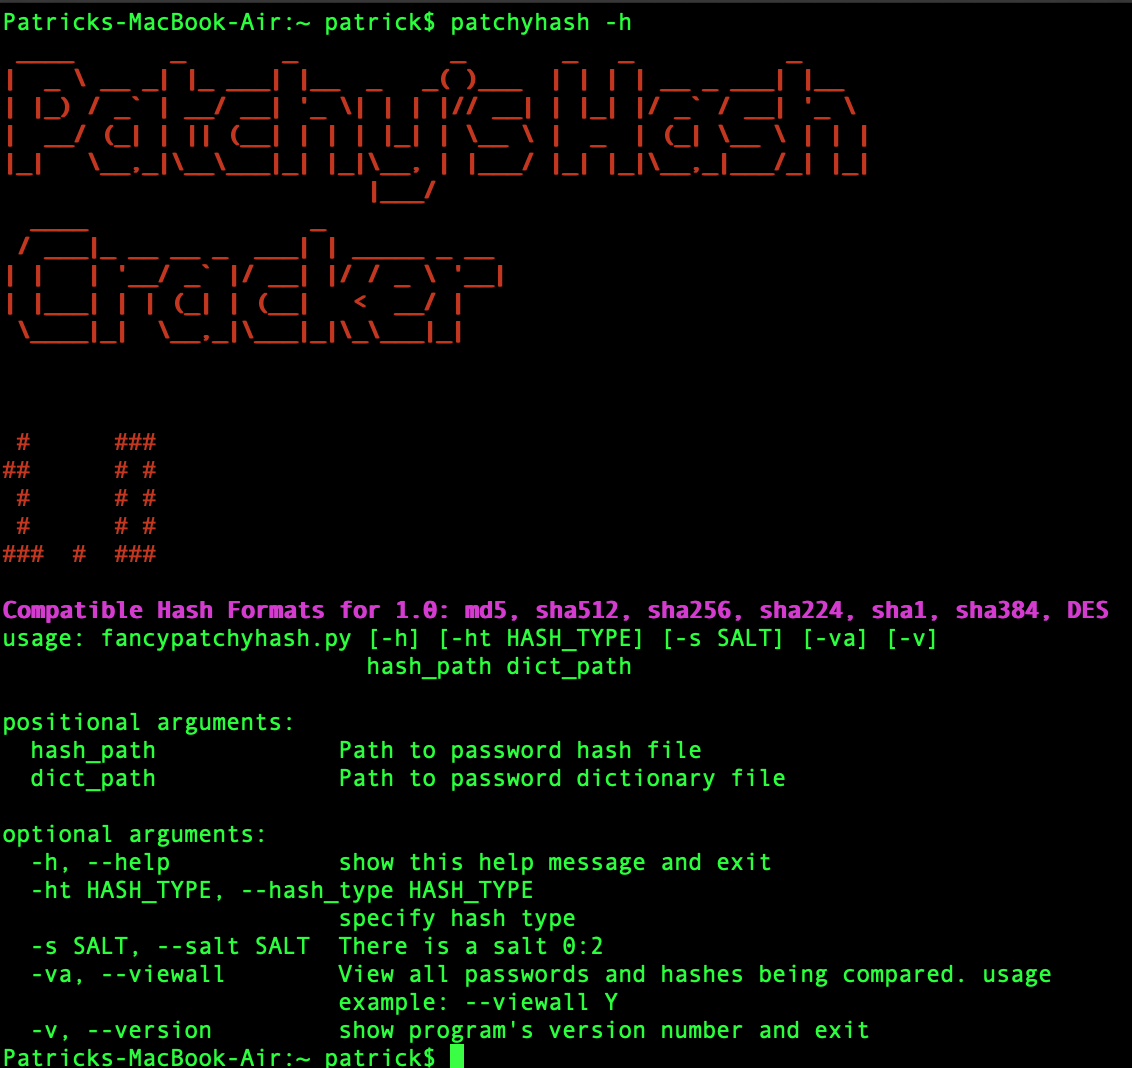 Patricks-MacBook-Air:~ patrick$ patchyhash -h
Patchy's Hash
Cracker
1.0
Compatible Hash Formats for 1.0: md5, sha512, sha256, sha224, sha1, sha384, DES
usage: fancypatchyhash.py [-h] [-ht HASH_TYPE] [-s SALT] [-va] [-v]
hash_path dict_path
positional arguments:
hash_path Path to password hash file
dict_path Path to password dictionary file
optional arguments:
-h, --help show this help message and exit
-ht HASH_TYPE, --hash_type HASH_TYPE
specify hash type
-s SALT, --salt SALT There is a salt 0:2
-va, --viewall View all passwords and hashes being compared. usage
example: --viewall Y
-v, --version show program's version number and exit
Patricks-MacBook-Air:~ patrick$